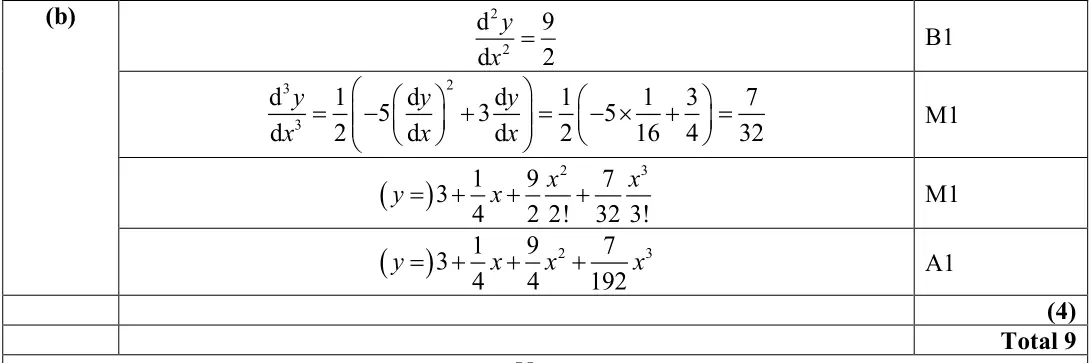 (b) d²y/dx² = 9/2 B1
d³y/dx³ = 1/2(−5(dy/dx)² + 3dy/dx) = 1/2(−5 × 1/16 + 3/4) = 7/32 M1
(y =)3 + 1/4 x + 9/2 x²/2! + 7/32 x³/3! M1
(y =)3 + 1/4 x + 9/4 x² + 7/192 x³ A1
(4)
Total 9